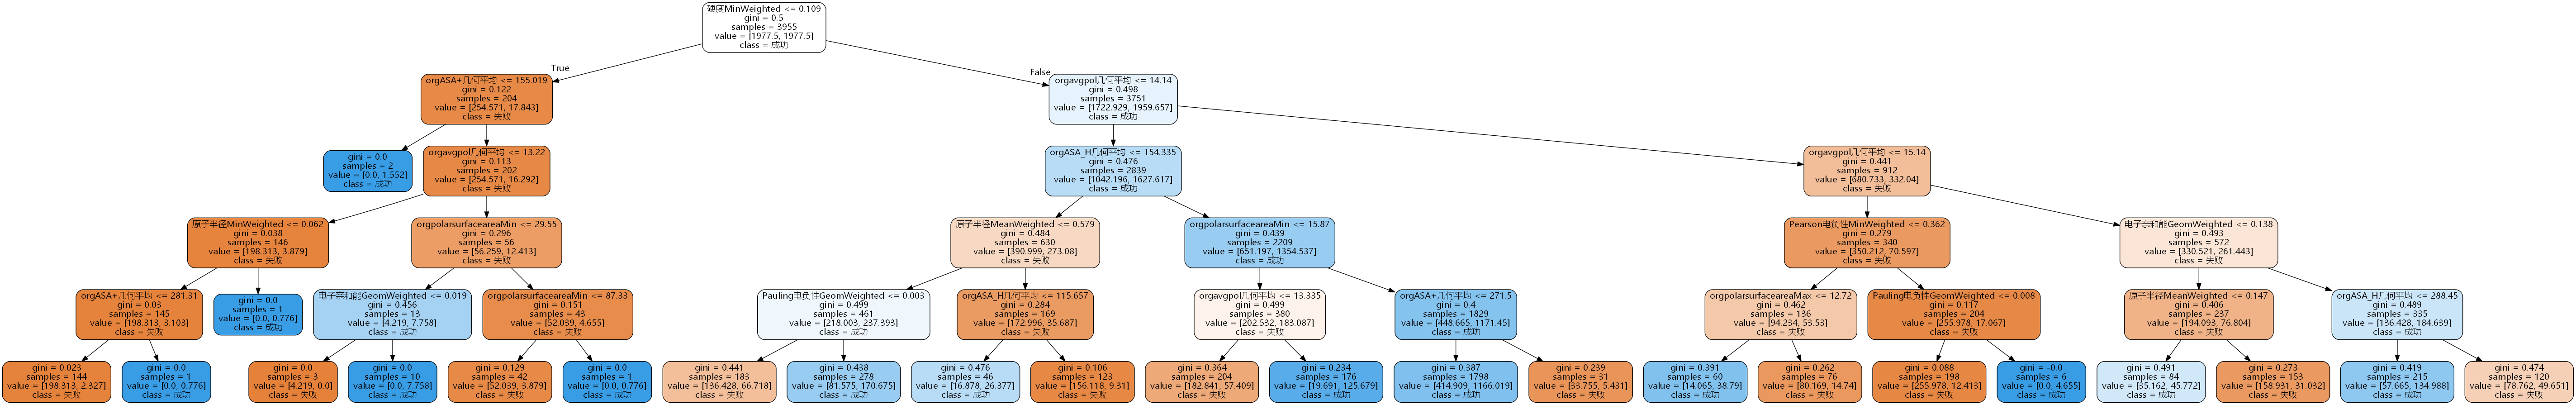 硬度MinWeighted <= 0.109
gini = 0.5
samples = 3955
value = [1977.5, 1977.5]
class = 成功
True
False
orgASA+几何平均 <= 155.019
gini = 0.122
samples = 204
value = [254.571, 17.843]
class = 失败
orgavgpol几何平均 <= 14.14
gini = 0.498
samples = 3751
value = [1722.929, 1959.657]
class = 成功
gini = 0.0
samples = 2
value = [0.0, 1.552]
class = 成功
orgavgpol几何平均 <= 13.22
gini = 0.113
samples = 202
value = [254.571, 16.292]
class = 失败
orgASA_H几何平均 <= 154.335
gini = 0.476
samples = 2839
value = [1042.196, 1627.617]
class = 成功
orgavgpol几何平均 <= 15.14
gini = 0.441
samples = 912
value = [680.733, 332.04]
class = 失败
原子半径MinWeighted <= 0.062
gini = 0.038
samples = 146
value = [198.313, 3.879]
class = 失败
orgpolarsurfaceareaMin <= 29.55
gini = 0.296
samples = 56
value = [56.259, 12.413]
class = 失败
原子半径MeanWeighted <= 0.579
gini = 0.484
samples = 630
value = [390.999, 273.08]
class = 失败
orgpolarsurfaceareaMin <= 15.87
gini = 0.439
samples = 2209
value = [651.197, 1354.537]
class = 成功
Pearson电负性MinWeighted <= 0.362
gini = 0.279
samples = 340
value = [350.212, 70.597]
class = 失败
电子亲和能GeomWeighted <= 0.138
gini = 0.493
samples = 572
value = [330.521, 261.443]
class = 失败
orgASA+几何平均 <= 281.31
gini = 0.03
samples = 145
value = [198.313, 3.103]
class = 失败
gini = 0.0
samples = 1
value = [0.0, 0.776]
class = 成功
电子亲和能GeomWeighted <= 0.019
gini = 0.456
samples = 13
value = [4.219, 7.758]
class = 成功
orgpolarsurfaceareaMin <= 87.33
gini = 0.151
samples = 43
value = [52.039, 4.655]
class = 失败
Pauling电负性GeomWeighted <= 0.003
gini = 0.499
samples = 461
value = [218.003, 237.393]
class = 成功
orgASA_H几何平均 <= 115.657
gini = 0.284
samples = 169
value = [172.996, 35.687]
class = 失败
orgavgpol几何平均 <= 13.335
gini = 0.499
samples = 380
value = [202.532, 183.087]
class = 失败
orgASA+几何平均 <= 271.5
gini = 0.4
samples = 1829
value = [448.665, 1171.45]
class = 成功
orgpolarsurfaceareaMax <= 12.72
gini = 0.462
samples = 136
value = [94.234, 53.53]
class = 失败
Pauling电负性GeomWeighted <= 0.008
gini = 0.117
samples = 204
value = [255.978, 17.067]
class = 失败
原子半径MeanWeighted <= 0.147
gini = 0.406
samples = 237
value = [194.093, 76.804]
class = 失败
orgASA_H几何平均 <= 288.45
gini = 0.489
samples = 335
value = [136.428, 184.639]
class = 成功
gini = 0.023
samples = 144
value = [198.313, 2.327]
class = 失败
gini = 0.0
samples = 1
value = [0.0, 0.776]
class = 成功
gini = 0.0
samples = 3
value = [4.219, 0.0]
class = 失败
gini = 0.0
samples = 10
value = [0.0, 7.758]
class = 成功
gini = 0.129
samples = 42
value = [52.039, 3.879]
class = 失败
gini = 0.0
samples = 1
value = [0.0, 0.776]
class = 成功
gini = 0.441
samples = 183
value = [136.428, 66.718]
class = 失败
gini = 0.438
samples = 278
value = [81.575, 170.675]
class = 成功
gini = 0.476
samples = 46
value = [16.878, 26.377]
class = 成功
gini = 0.106
samples = 123
value = [156.118, 9.31]
class = 失败
gini = 0.364
samples = 204
value = [182.841, 57.409]
class = 失败
gini = 0.234
samples = 176
value = [19.691, 125.679]
class = 成功
gini = 0.387
samples = 1798
value = [414.909, 1166.019]
class = 成功
gini = 0.239
samples = 31
value = [33.755, 5.431]
class = 失败
gini = 0.391
samples = 60
value = [14.065, 38.79]
class = 成功
gini = 0.262
samples = 76
value = [80.169, 14.74]
class = 失败
gini = 0.088
samples = 198
value = [255.978, 12.413]
class = 失败
gini = -0.0
samples = 6
value = [0.0, 4.655]
class = 成功
gini = 0.491
samples = 84
value = [35.162, 45.772]
class = 成功
gini = 0.273
samples = 153
value = [158.931, 31.032]
class = 失败
gini = 0.419
samples = 215
value = [57.665, 134.988]
class = 成功
gini = 0.474
samples = 120
value = [78.762, 49.651]
class = 失败